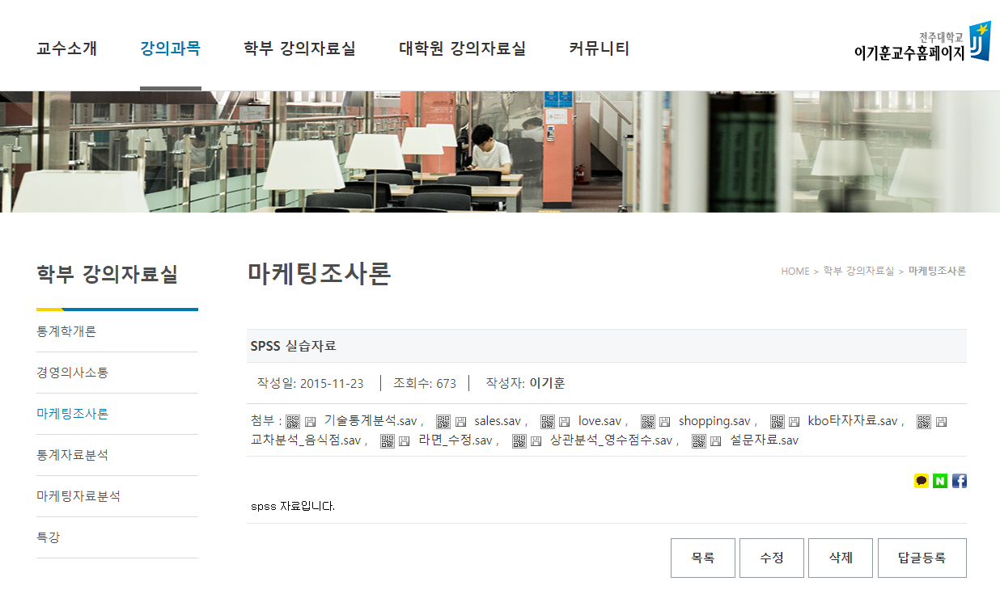 교수소개 강의과목 학부 강의자료실 대학원 강의자료실 커뮤니티
전주대학교
이기훈교수홈페이지
학부 강의자료실
통계학개론
경영의사소통
마케팅조사론
통계자료분석
마케팅자료분석
특강
마케팅조사론
HOME > 학부 강의자료실 > 마케팅조사론
SPSS 실습자료
작성일: 2015-11-23 조회수: 673 작성자: 이기훈
첨부 : 기술통계분석.sav , sales.sav , love.sav , shopping.sav , kbo타자자료.sav ,
교차분석_음식점.sav , 라면_수정.sav , 상관분석_영수점수.sav , 설문자료.sav
spss 자료입니다.
목록 수정 삭제 답글등록